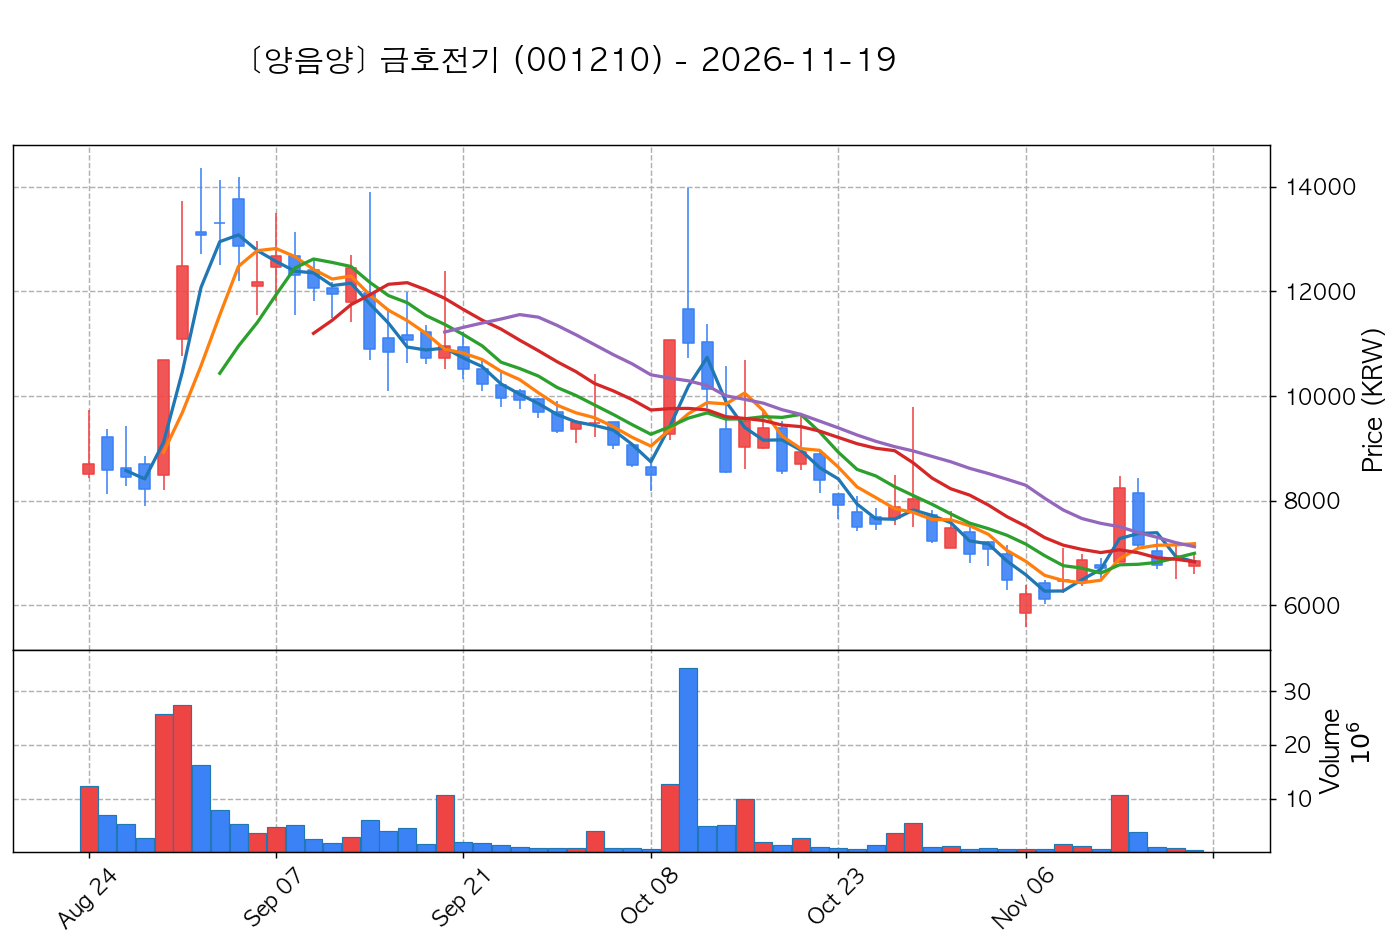 〔양음양〕 금호전기 (001210) - 2026-11-19
14000
12000
10000
8000
6000
Price (KRW)
30
20
10
Volume
10^6
Aug 24
Sep 07
Sep 21
Oct 08
Oct 23
Nov 06